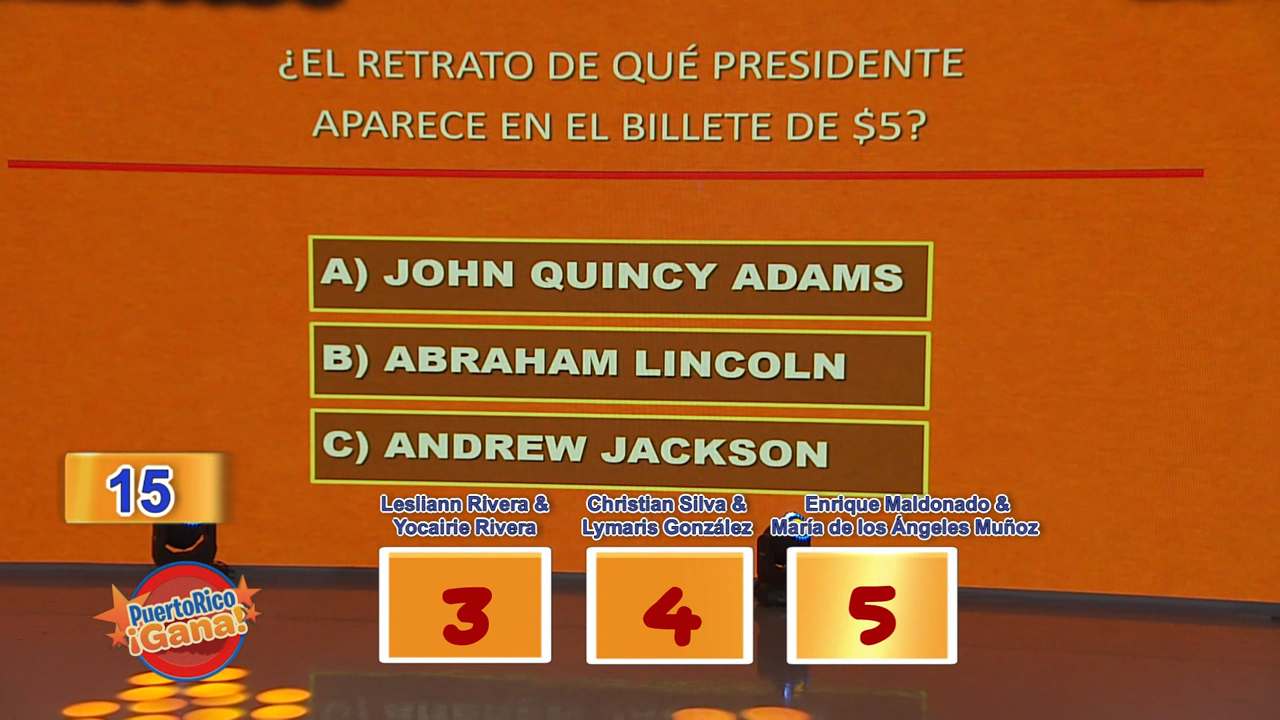 ¿EL RETRATO DE QUÉ PRESIDENTE
APARECE EN EL BILLETE DE $5?
A) JOHN QUINCY ADAMS
B) ABRAHAM LINCOLN
C) ANDREW JACKSON
15
Lesliann Rivera &
Yocairie Rivera
Christian Silva &
Lymaris González
Enrique Maldonado &
María de los Ángeles Muñoz
3
4
5
PuertoRico
¡Gana!